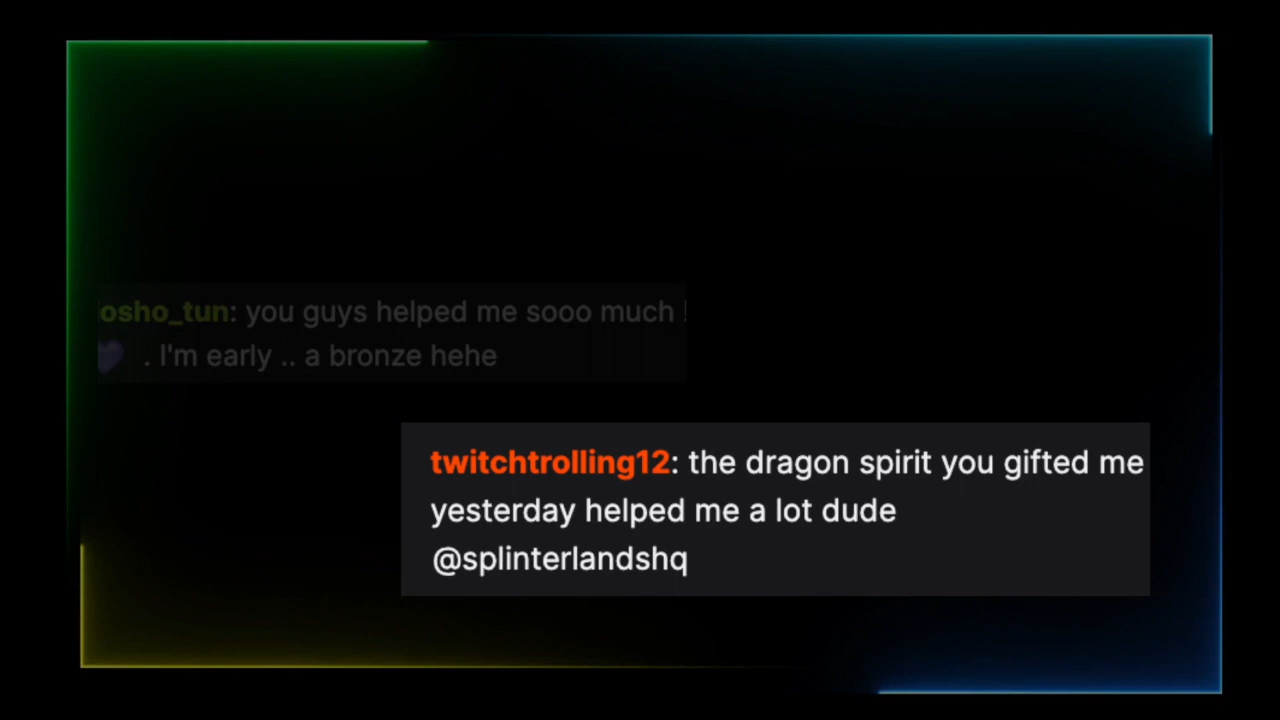 osho_tun: you guys helped me sooo much !
. I'm early .. a bronze hehe
twitchtrolling12: the dragon spirit you gifted me
yesterday helped me a lot dude
@splinterlandshq